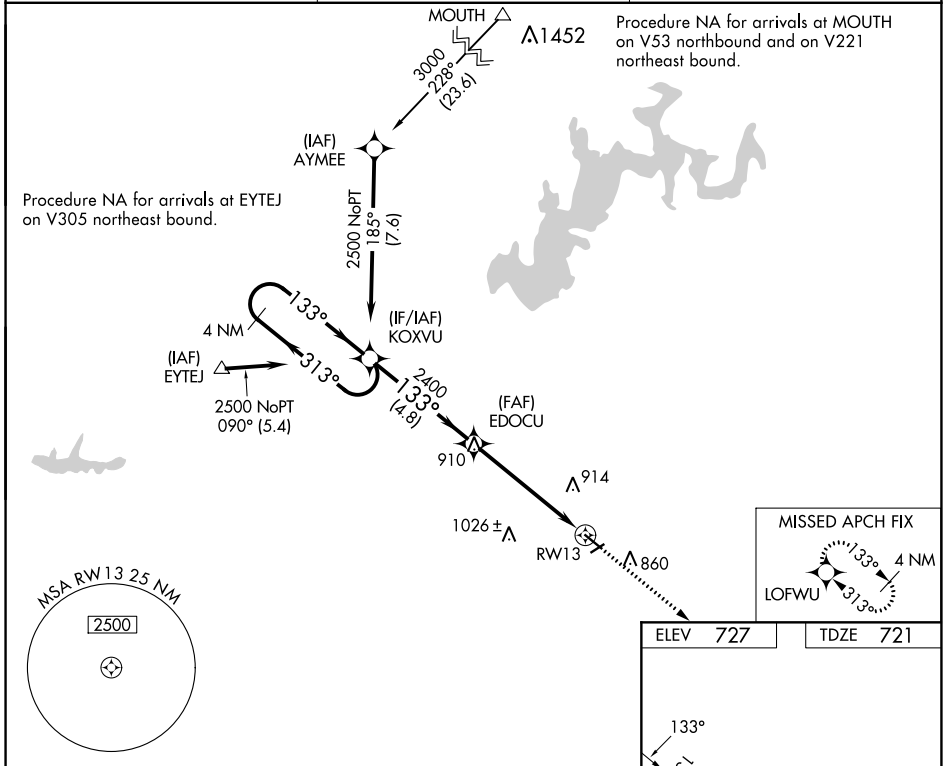 MOUTH
1452
Procedure NA for arrivals at MOUTH
on V53 northbound and on V221
northeast bound.
3000
228°
(23.6)
(IAF)
AYMEE
Procedure NA for arrivals at EYTEJ
on V305 northeast bound.
2500 NoPT
185°
(7.6)
133°
4 NM
313°
(IF/IAF)
KOXVU
(IAF)
EYTEJ
2500 NoPT
090° (5.4)
2400
133°
(4.8)
(FAF)
EDOCU
910
914
1026 ±
RW13
860
MISSED APCH FIX
133°
4 NM
LOFWU
313°
MSA RW13 25 NM
2500
ELEV 727
TDZE 721
133°